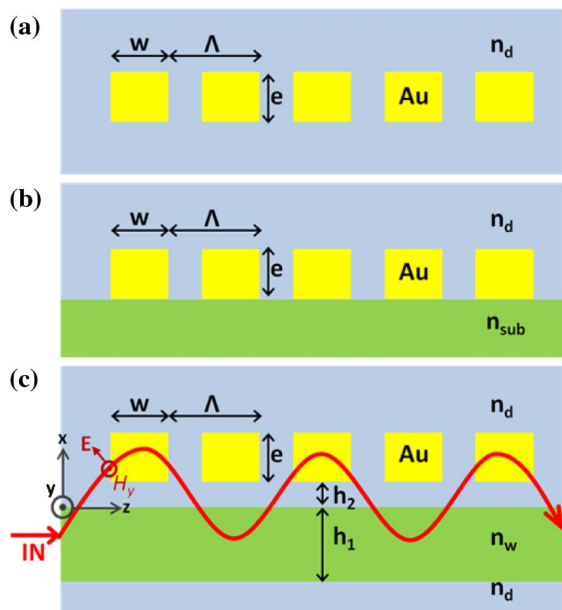 (a)
w Λ n_d
e Au
(b)
w Λ n_d
e Au
n_sub
(c)
w Λ n_d
x E e Au
y H_y z h_2
IN h_1 n_w
n_d